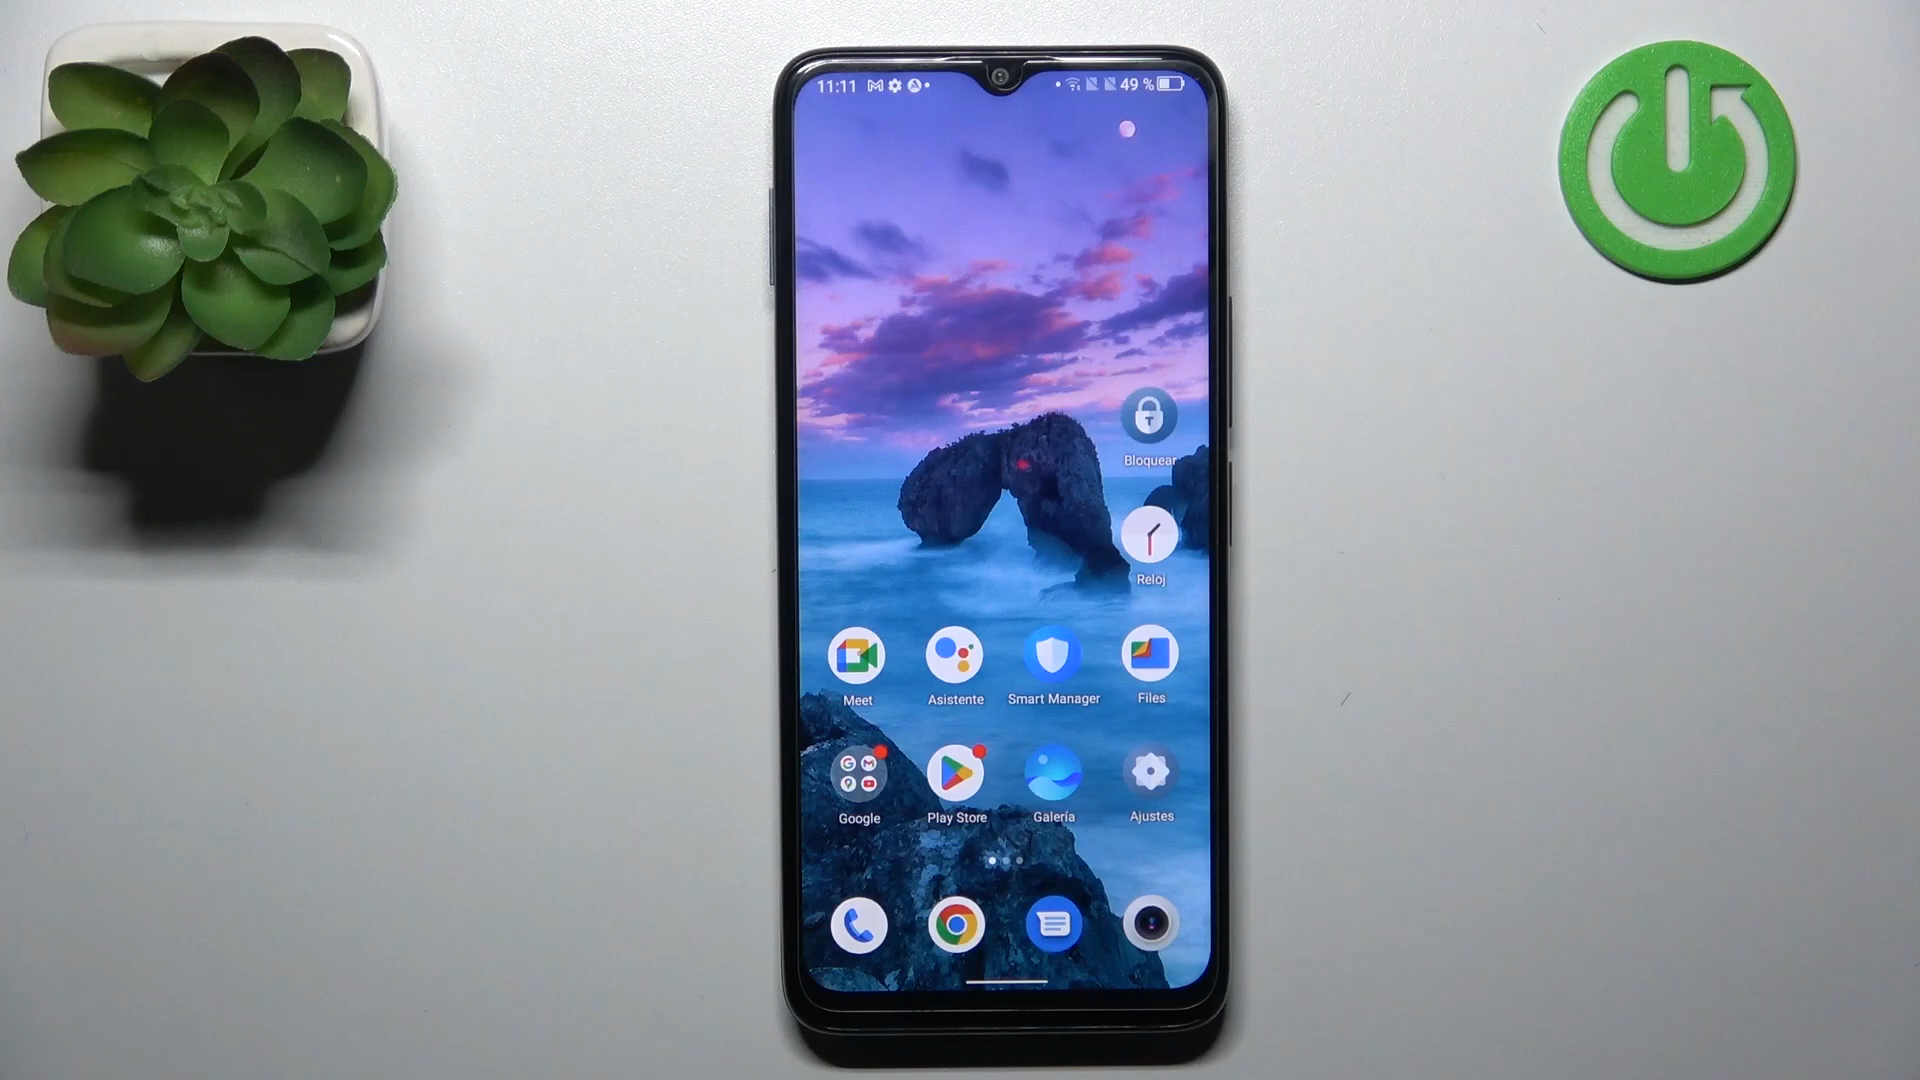 11:11 49 %
Bloquear
Reloj
Meet Asistente Smart Manager Files
Google Play Store Galería Ajustes